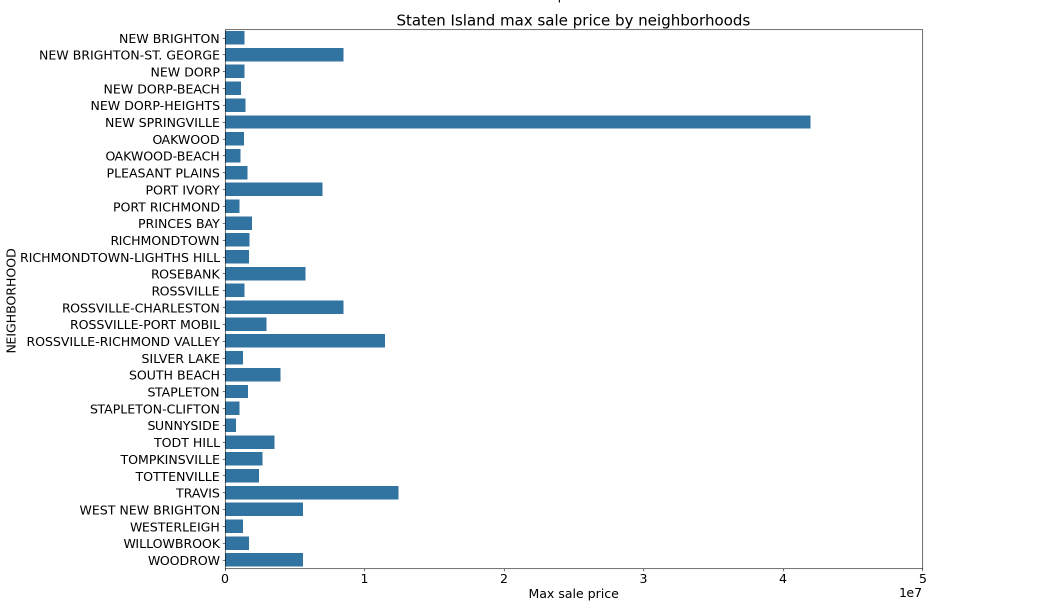 Staten Island max sale price by neighborhoods
NEIGHBORHOOD
NEW BRIGHTON
NEW BRIGHTON-ST. GEORGE
NEW DORP
NEW DORP-BEACH
NEW DORP-HEIGHTS
NEW SPRINGVILLE
OAKWOOD
OAKWOOD-BEACH
PLEASANT PLAINS
PORT IVORY
PORT RICHMOND
PRINCES BAY
RICHMONDTOWN
RICHMONDTOWN-LIGHTHS HILL
ROSEBANK
ROSSVILLE
ROSSVILLE-CHARLESTON
ROSSVILLE-PORT MOBIL
ROSSVILLE-RICHMOND VALLEY
SILVER LAKE
SOUTH BEACH
STAPLETON
STAPLETON-CLIFTON
SUNNYSIDE
TODT HILL
TOMPKINSVILLE
TOTTENVILLE
TRAVIS
WEST NEW BRIGHTON
WESTERLEIGH
WILLOWBROOK
WOODROW
0 1 2 3 4 5
1e7
Max sale price